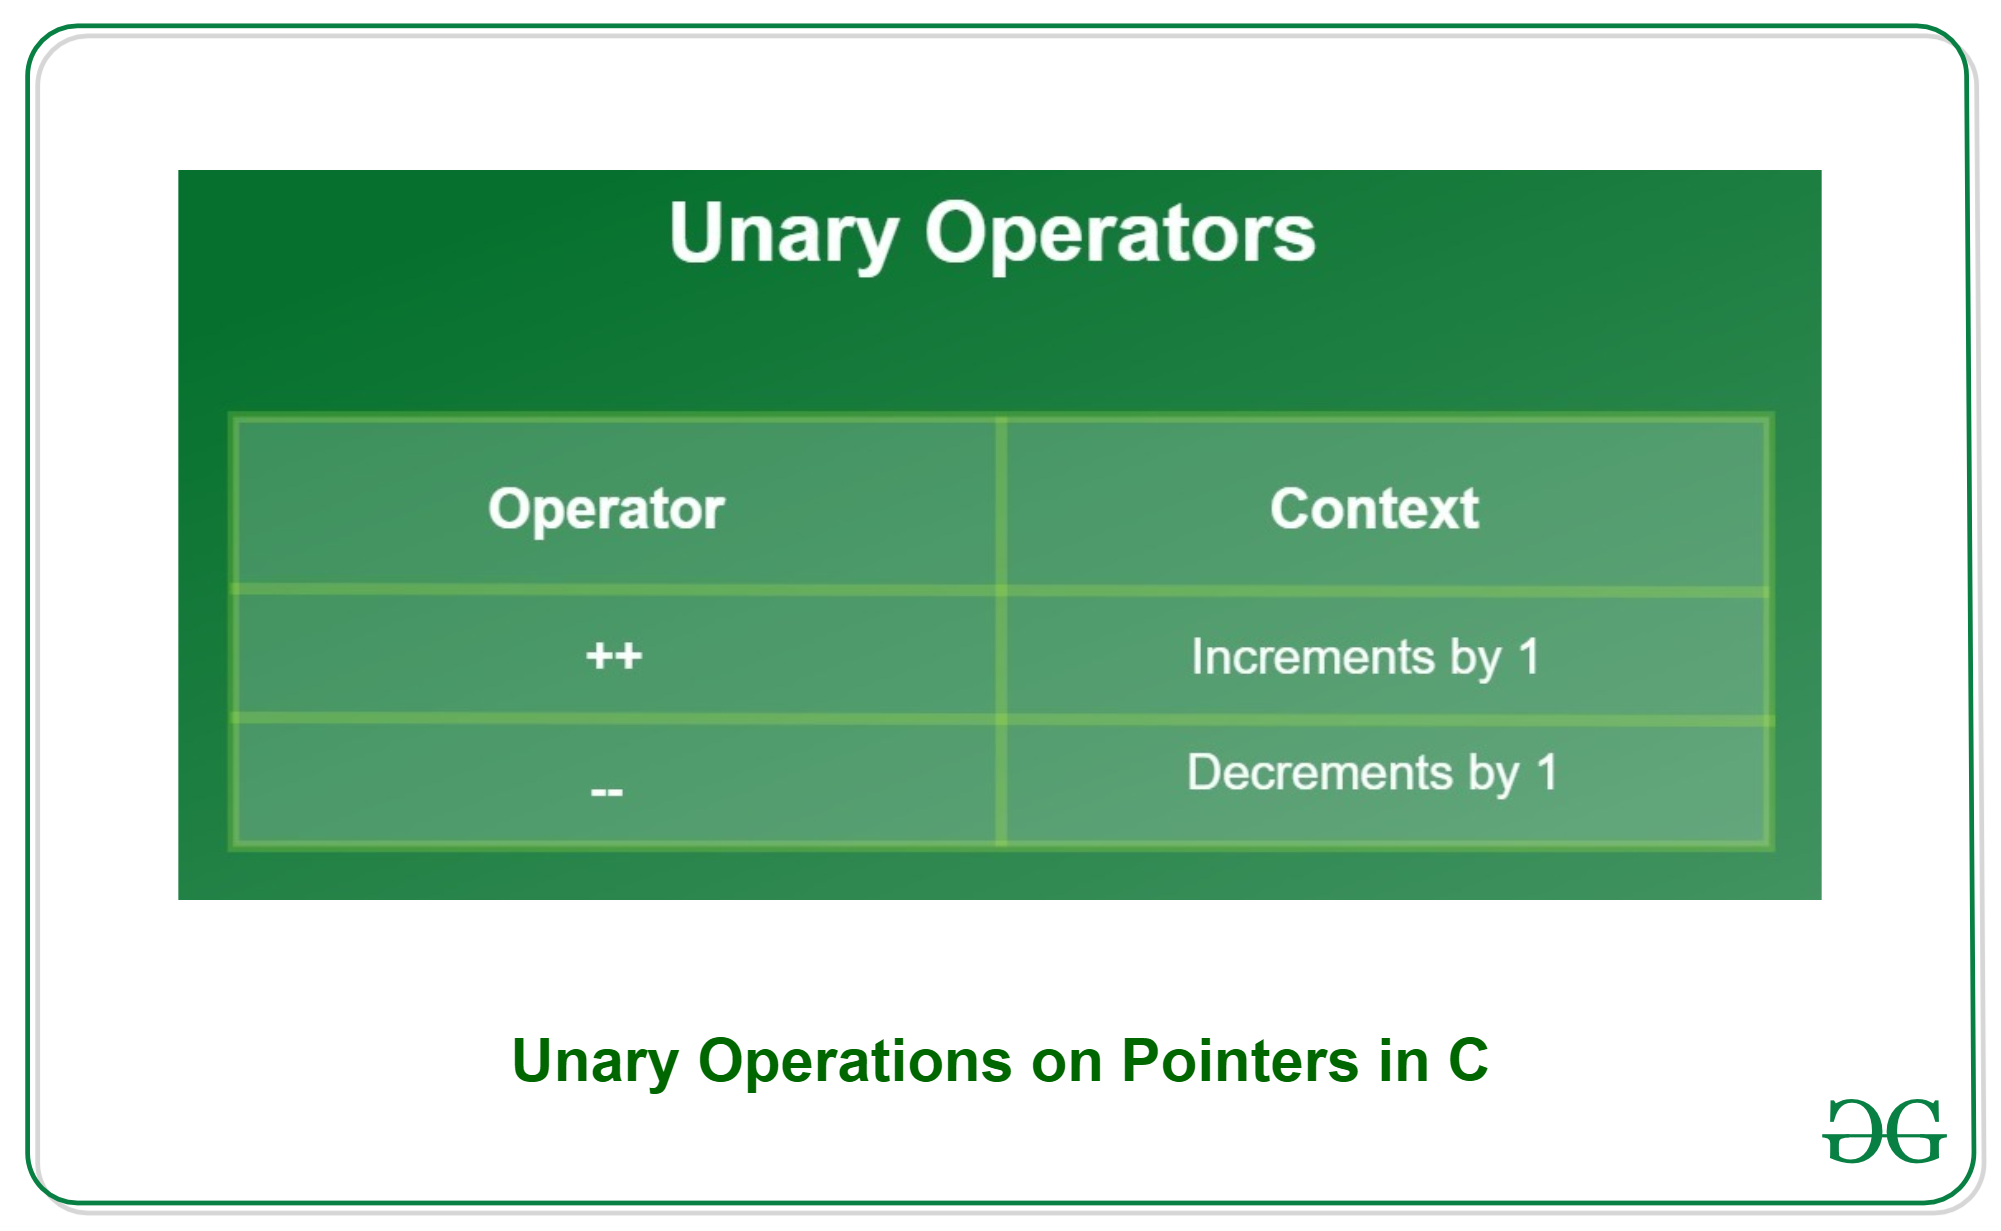 Unary Operators
Operator Context
++ Increments by 1
-- Decrements by 1
Unary Operations on Pointers in C